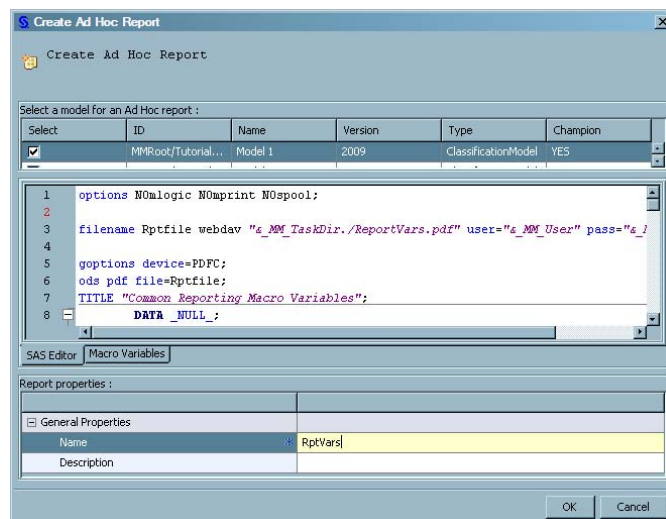 Create Ad Hoc Report
Create Ad Hoc Report
Select a model for an Ad Hoc report :
Select ID Name Version Type Champion
MMRoot/Tutorial... Model 1 2009 ClassificationModel YES
1 options NOmlogic NOmprint NOspool;
2
3 filename Rptfile webdav "&_MM_TaskDir./ReportVars.pdf" user="&_MM_User" pass="&_
4
5 goptions device=PDFC;
6 ods pdf file=Rptfile;
7 TITLE "Common Reporting Macro Variables";
8 DATA _NULL_;
SAS Editor Macro Variables
Report properties :
General Properties
Name * RptVars
Description
OK Cancel